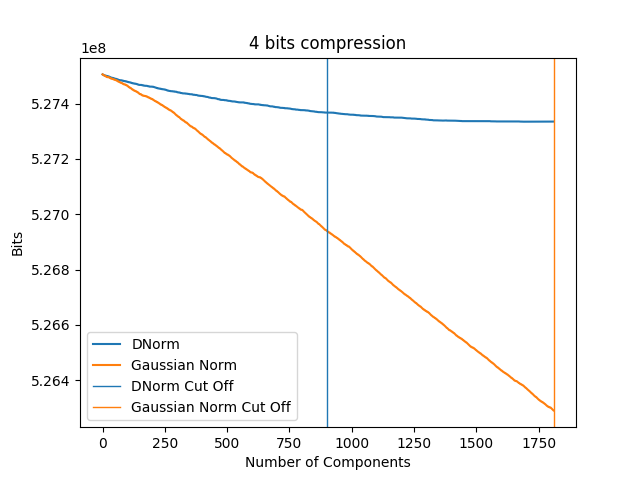 4 bits compression
1e8
5.274
5.272
5.270
5.268
5.266
5.264
Bits
DNorm
Gaussian Norm
DNorm Cut Off
Gaussian Norm Cut Off
0 250 500 750 1000 1250 1500 1750
Number of Components